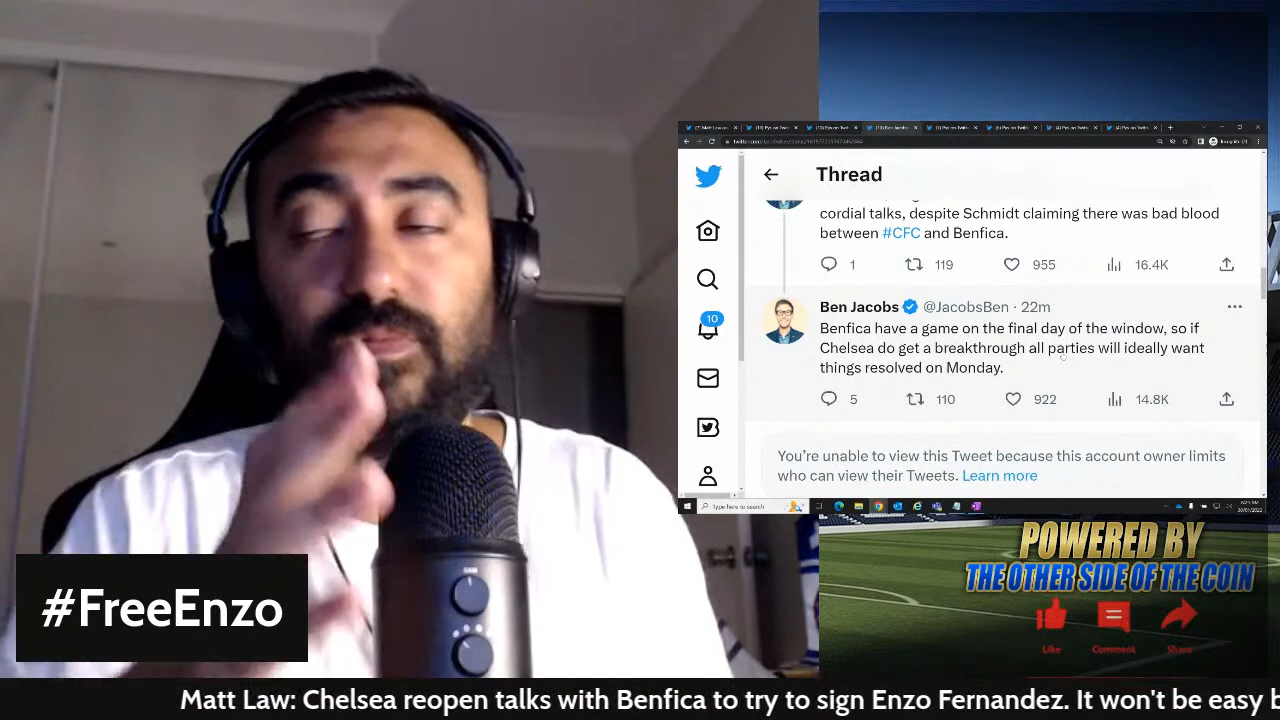 Thread
cordial talks, despite Schmidt claiming there was bad blood
between #CFC and Benfica.
1 119 955 16.4K
Ben Jacobs @JacobsBen · 22m
10
Benfica have a game on the final day of the window, so if
Chelsea do get a breakthrough all parties will ideally want
things resolved on Monday.
5 110 922 14.8K
You're unable to view this Tweet because this account owner limits
who can view their Tweets. Learn more
Type here to search
POWERED BY
THE OTHER SIDE OF THE COIN
Like Comment Share
#FreeEnzo
Matt Law: Chelsea reopen talks with Benfica to try to sign Enzo Fernandez. It won't be easy b